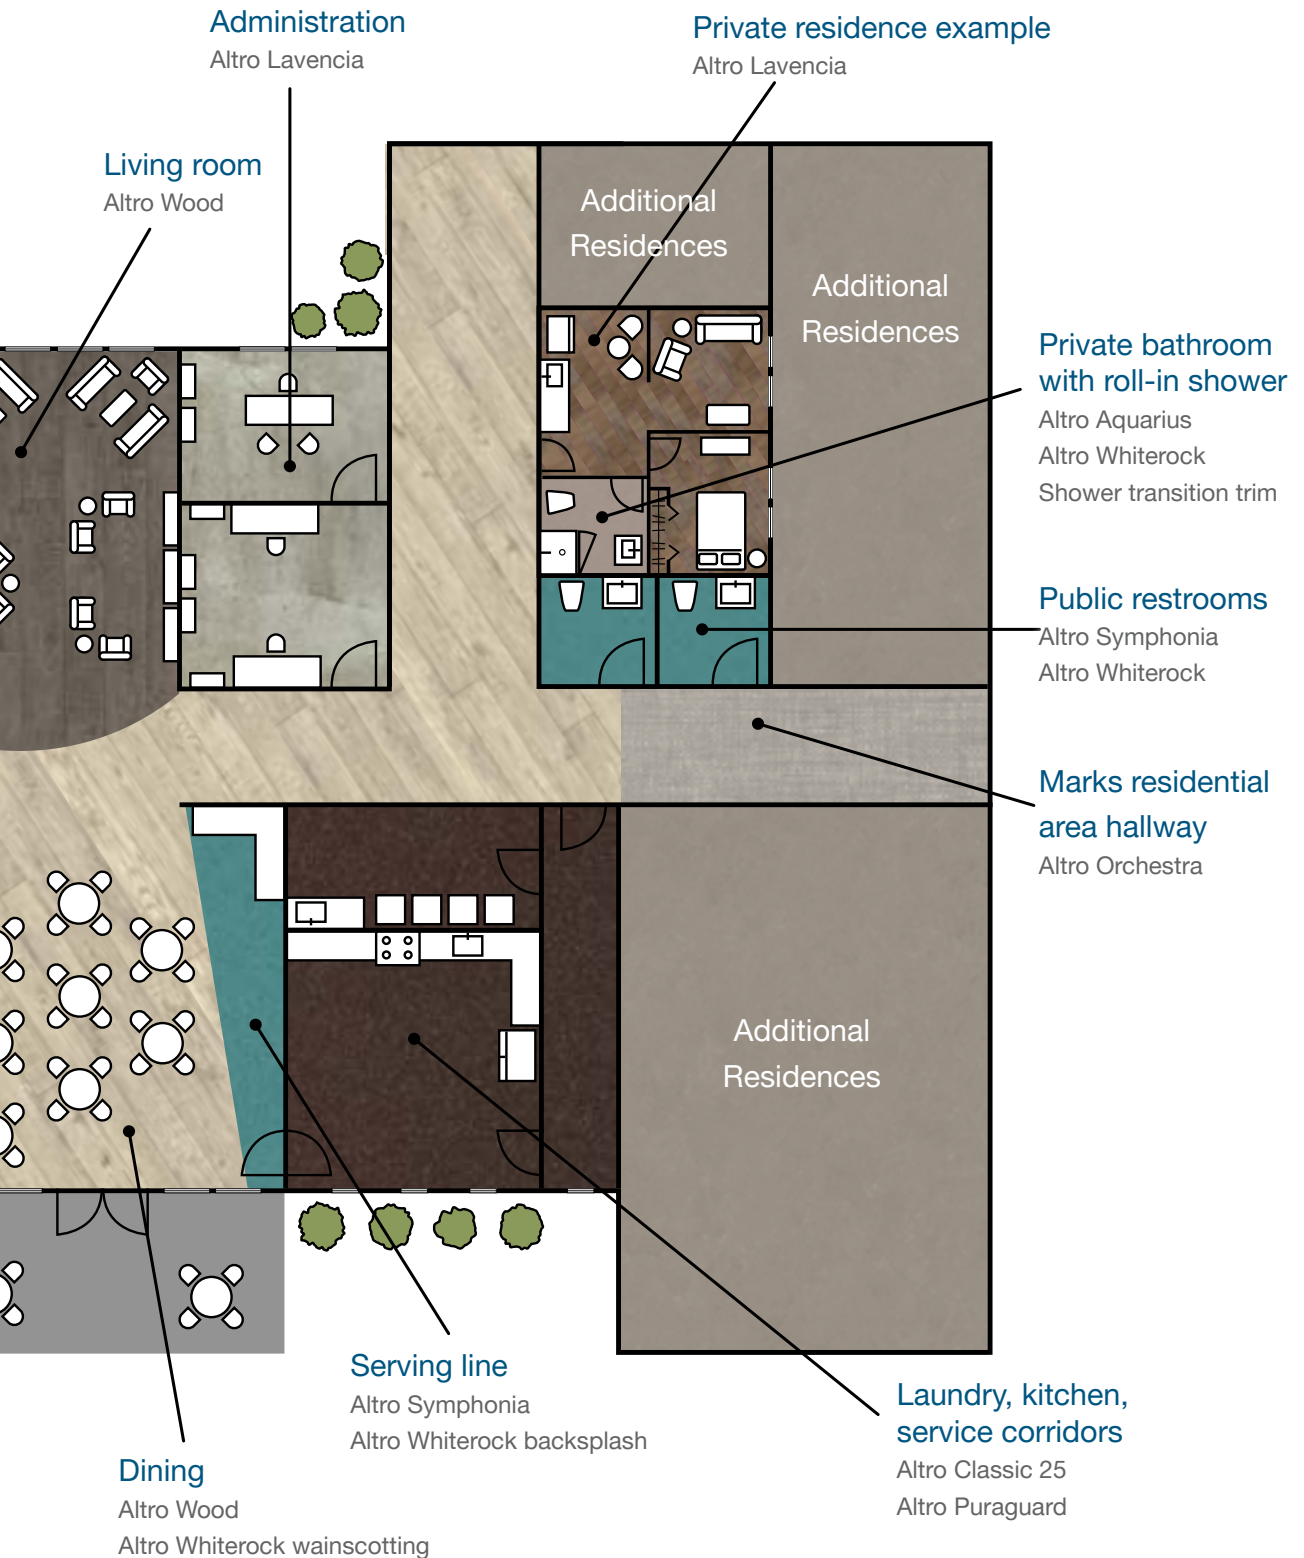 Administration
Altro Lavencia
Private residence example
Altro Lavencia
Living room
Altro Wood
Additional
Residences
Additional
Residences
Private bathroom
with roll-in shower
Altro Aquarius
Altro Whiterock
Shower transition trim
Public restrooms
Altro Symphonia
Altro Whiterock
Marks residential
area hallway
Altro Orchestra
Additional
Residences
Serving line
Altro Symphonia
Altro Whiterock backsplash
Laundry, kitchen,
service corridors
Altro Classic 25
Altro Puraguard
Dining
Altro Wood
Altro Whiterock wainscotting